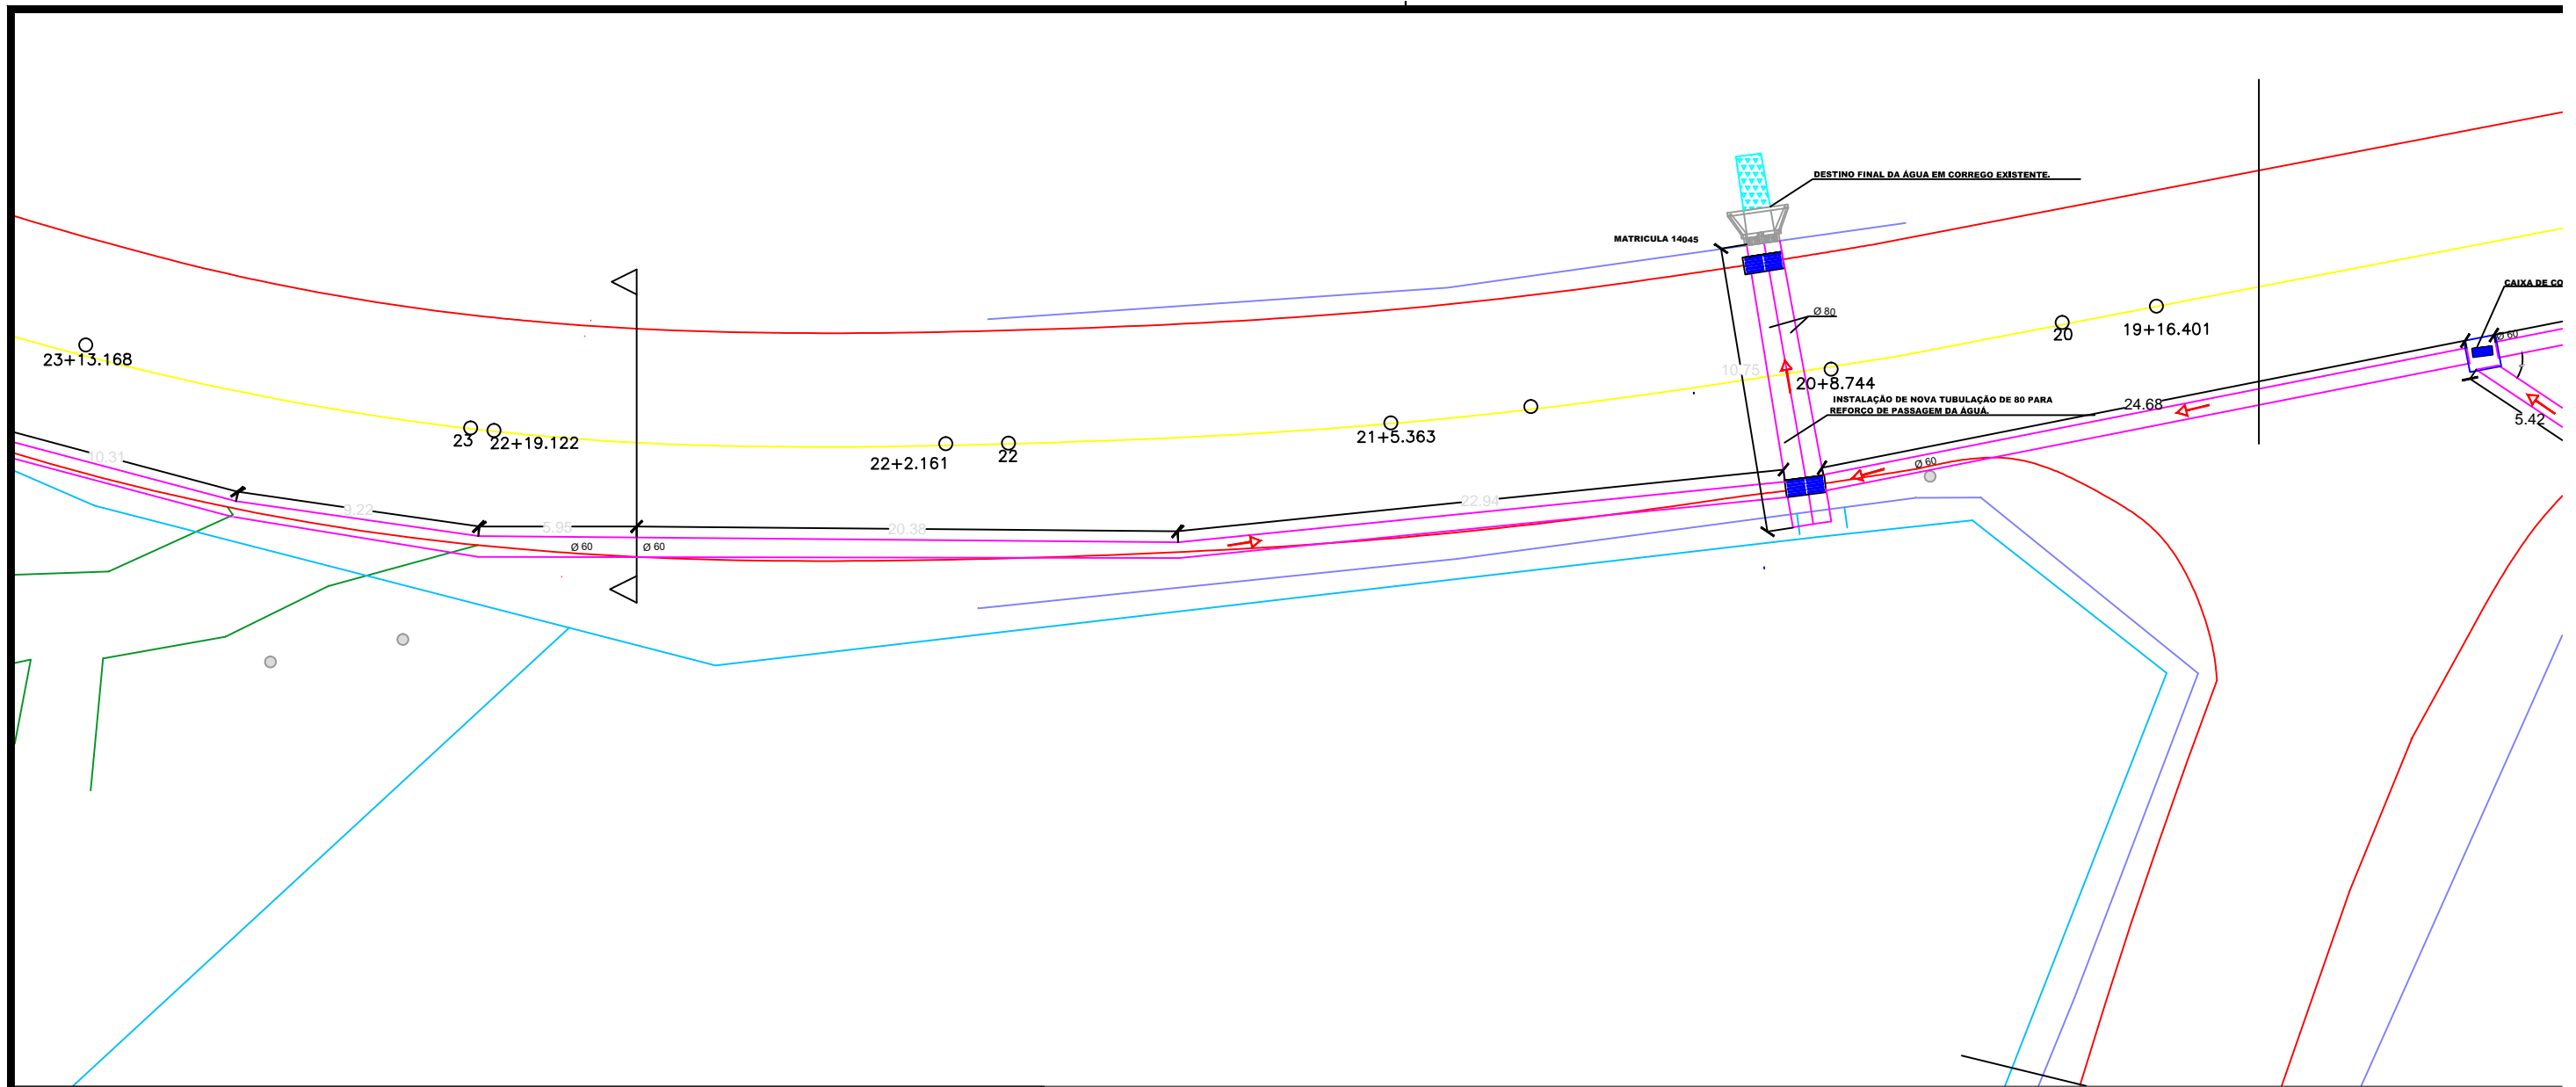 DESTINO FINAL DA ÁGUA EM CORREGO EXISTENTE.
MATRICULA 14045
CAIXA DE CO
Ø 80
19+16.401
20
Ø 60
23+13.168
10.75
20+8.744
INSTALAÇÃO DE NOVA TUBULAÇÃO DE 80 PARA
REFORÇO DE PASSAGEM DA ÁGUÁ.
24.68
5.42
23
22+19.122
22+2.161
22
21+5.363
10.31
9.22
5.95
20.38
22.94
Ø 60
Ø 60
Ø 60